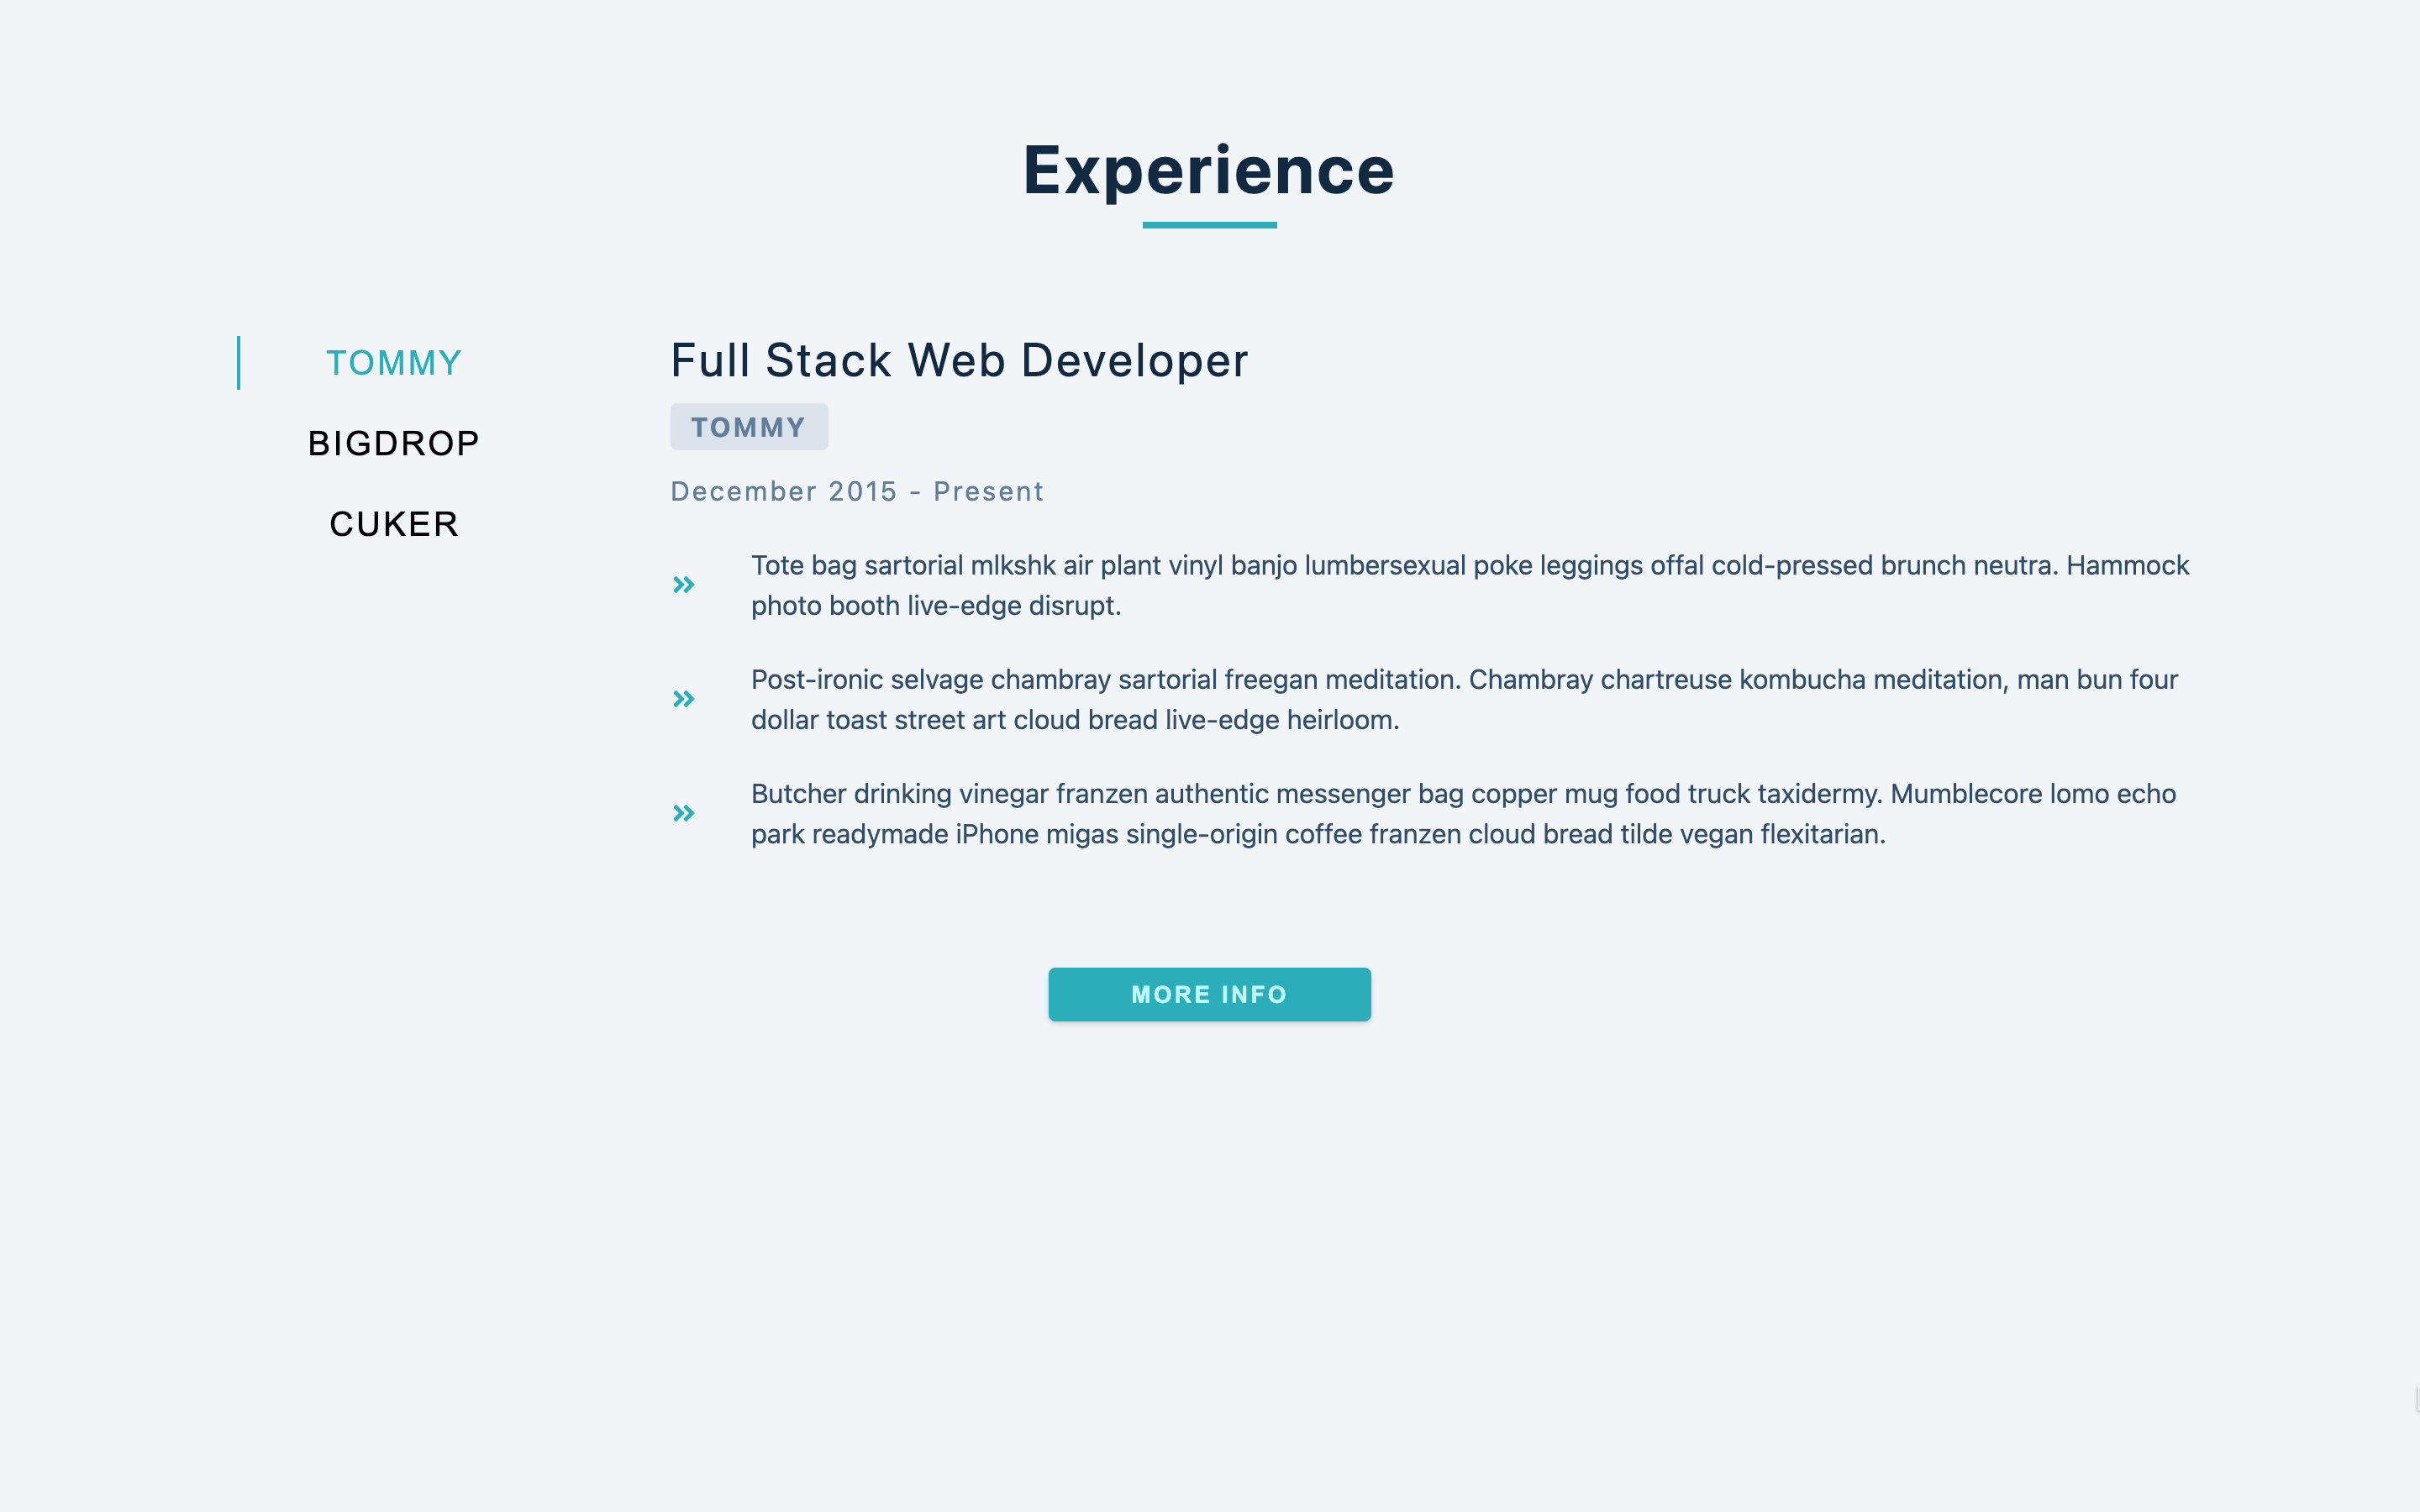 Experience
TOMMY
BIGDROP
CUKER
Full Stack Web Developer
TOMMY
December 2015 - Present
Tote bag sartorial mlkshk air plant vinyl banjo lumbersexual poke leggings offal cold-pressed brunch neutra. Hammock
photo booth live-edge disrupt.
Post-ironic selvage chambray sartorial freegan meditation. Chambray chartreuse kombucha meditation, man bun four
dollar toast street art cloud bread live-edge heirloom.
Butcher drinking vinegar franzen authentic messenger bag copper mug food truck taxidermy. Mumblecore lomo echo
park readymade iPhone migas single-origin coffee franzen cloud bread tilde vegan flexitarian.
MORE INFO